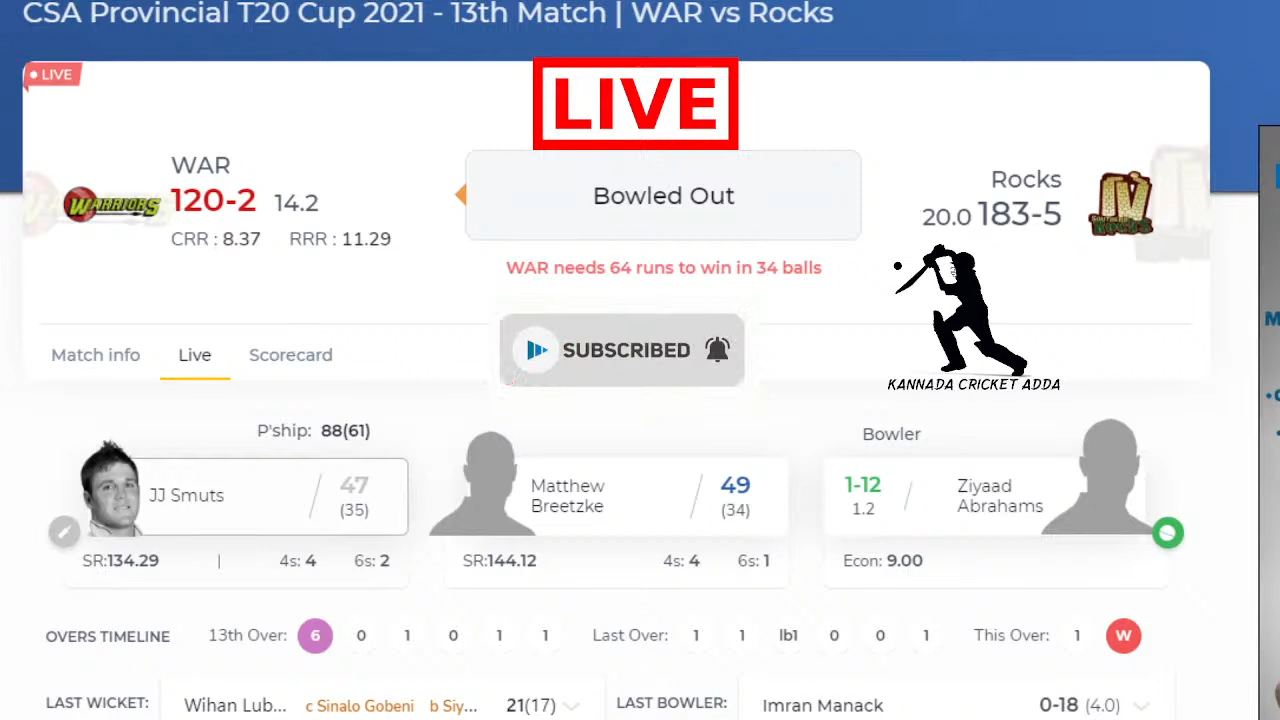 CSA Provincial T20 Cup 2021 - 13th Match | WAR vs Rocks
LIVE
LIVE
WARRIORS
WAR
120-2 14.2
CRR : 8.37 RRR : 11.29
Bowled Out
WAR needs 64 runs to win in 34 balls
Rocks
20.0 183-5
SUBSCRIBED
KANNADA CRICKET ADDA
Match info Live Scorecard
P'ship: 88(61)
JJ Smuts 47 (35)
SR:134.29 | 4s: 4 6s: 2
Matthew Breetzke 49 (34)
SR:144.12 4s: 4 6s: 1
Bowler
1-12 1.2 Ziyaad Abrahams
Econ: 9.00
OVERS TIMELINE 13th Over: 6 0 1 0 1 1 Last Over: 1 1 lb1 0 0 1 This Over: 1 W
LAST WICKET: Wihan Lub... c Sinalo Gobeni b Siy... 21(17) LAST BOWLER: Imran Manack 0-18 (4.0)